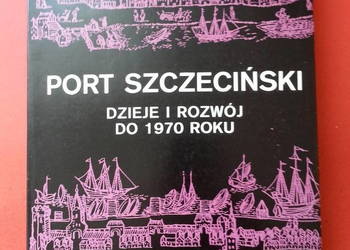 PORT SZCZECIŃSKI
DZIEJE I ROZWÓJ
DO 1970 ROKU